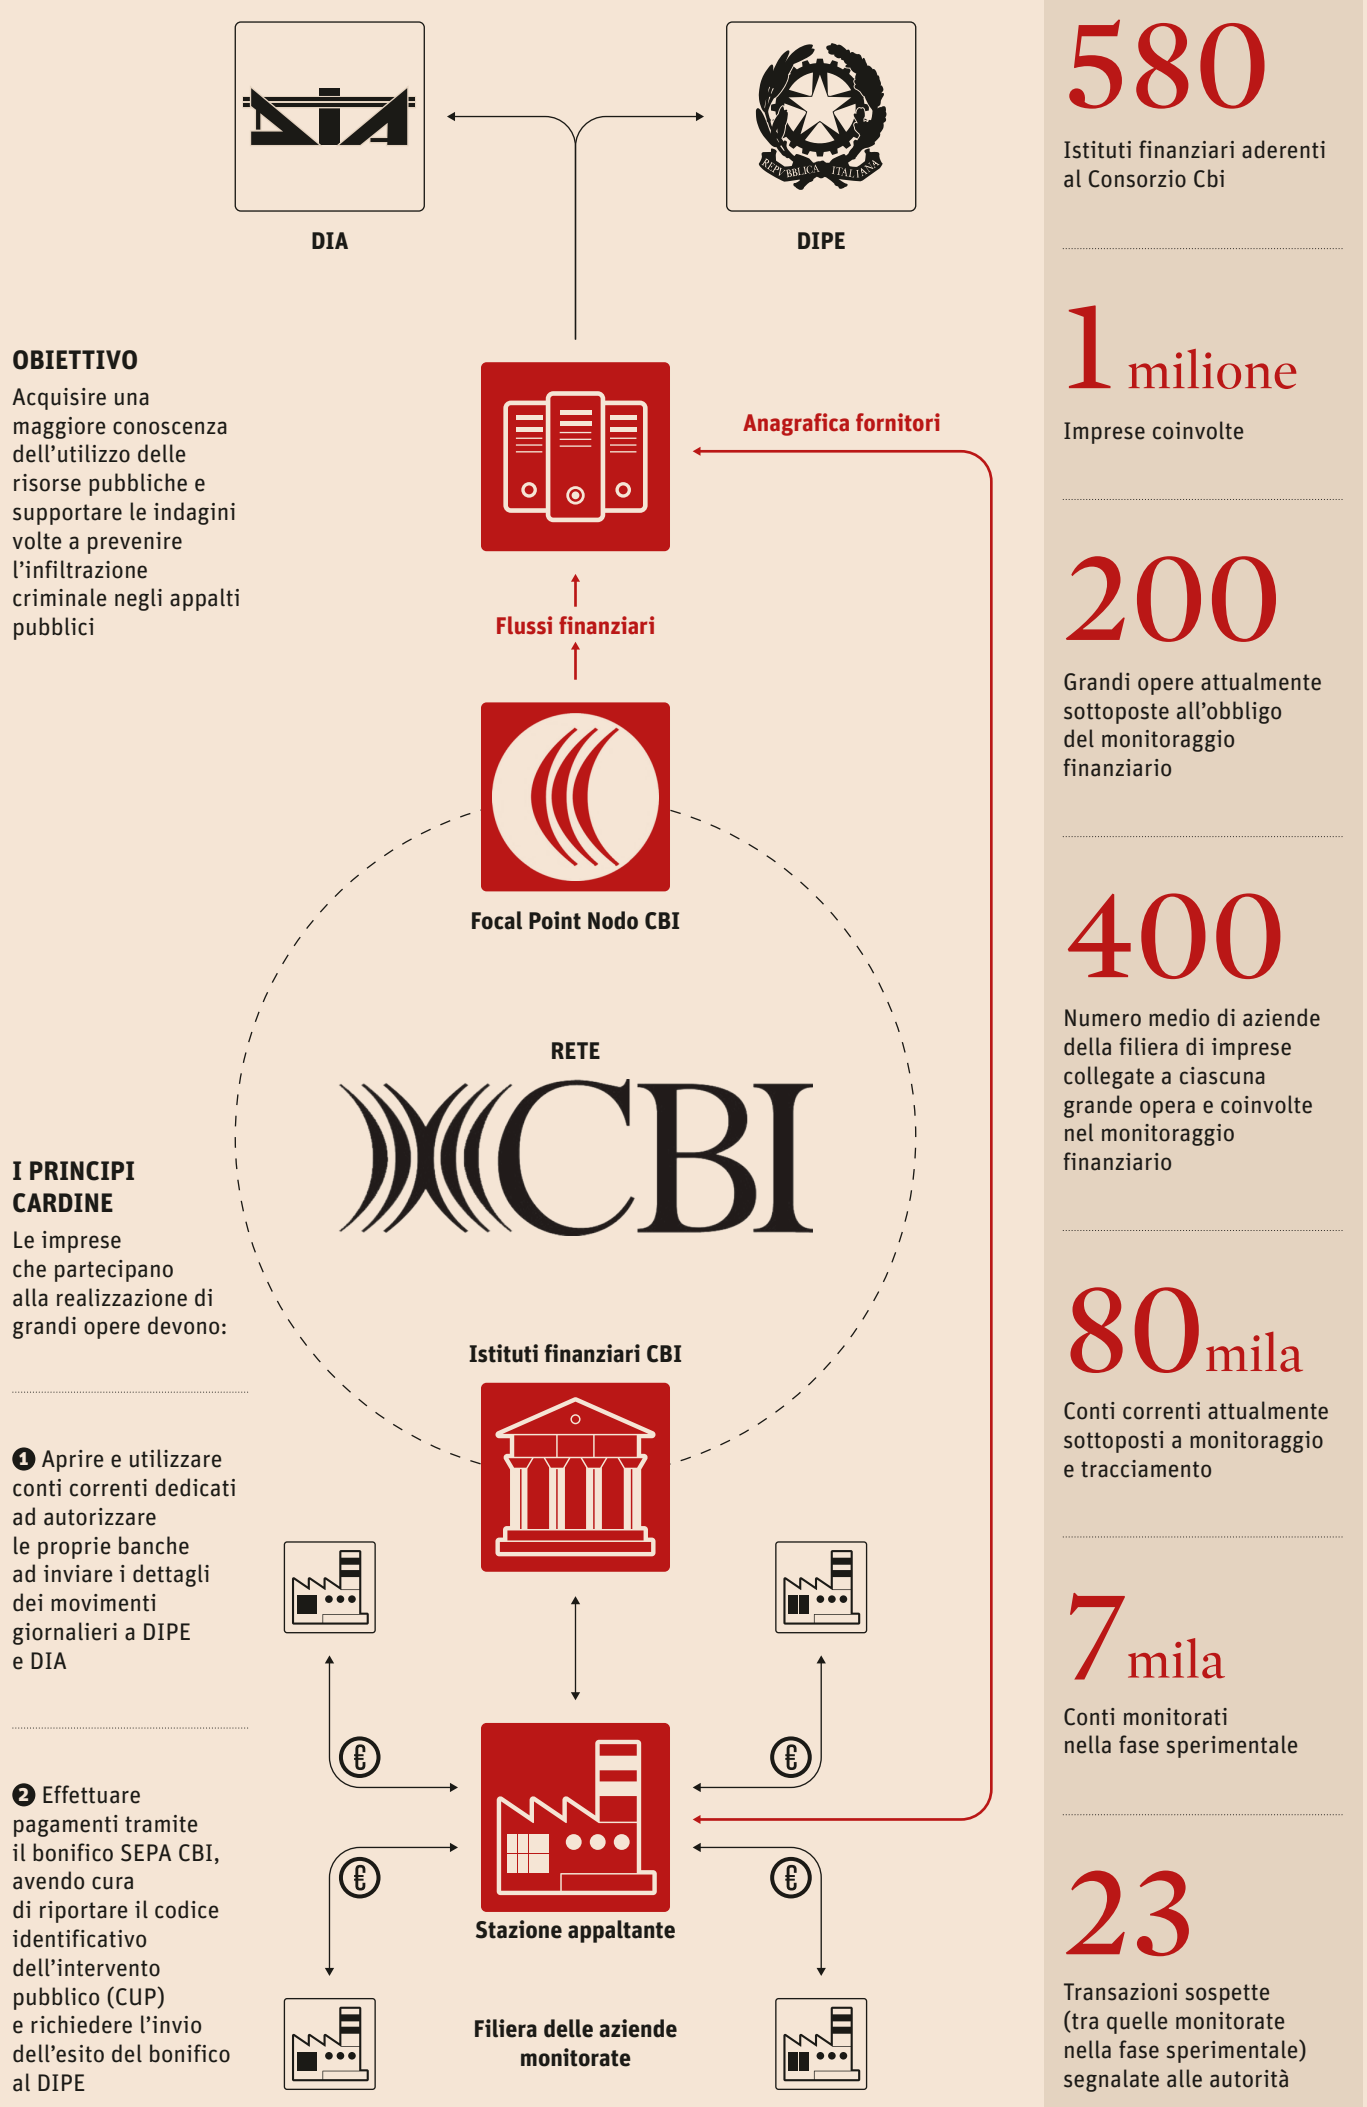 DIA
REPVBBLICA ITALIANA
DIA
DIPE
OBIETTIVO
Acquisire una
maggiore conoscenza
dell'utilizzo delle
risorse pubbliche e
supportare le indagini
volte a prevenire
l'infiltrazione
criminale negli appalti
pubblici
Anagrafica fornitori
Flussi finanziari
Focal Point Nodo CBI
RETE
CBI
I PRINCIPI
CARDINE
Le imprese
che partecipano
alla realizzazione di
grandi opere devono:
1 Aprire e utilizzare
conti correnti dedicati
ad autorizzare
le proprie banche
ad inviare i dettagli
dei movimenti
giornalieri a DIPE
e DIA
2 Effettuare
pagamenti tramite
il bonifico SEPA CBI,
avendo cura
di riportare il codice
identificativo
dell'intervento
pubblico (CUP)
e richiedere l'invio
dell'esito del bonifico
al DIPE
Istituti finanziari CBI
€
€
€
€
Stazione appaltante
Filiera delle aziende
monitorate
580
Istituti finanziari aderenti
al Consorzio Cbi
1 milione
Imprese coinvolte
200
Grandi opere attualmente
sottoposte all'obbligo
del monitoraggio
finanziario
400
Numero medio di aziende
della filiera di imprese
collegate a ciascuna
grande opera e coinvolte
nel monitoraggio
finanziario
80 mila
Conti correnti attualmente
sottoposti a monitoraggio
e tracciamento
7 mila
Conti monitorati
nella fase sperimentale
23
Transazioni sospette
(tra quelle monitorate
nella fase sperimentale)
segnalate alle autorità